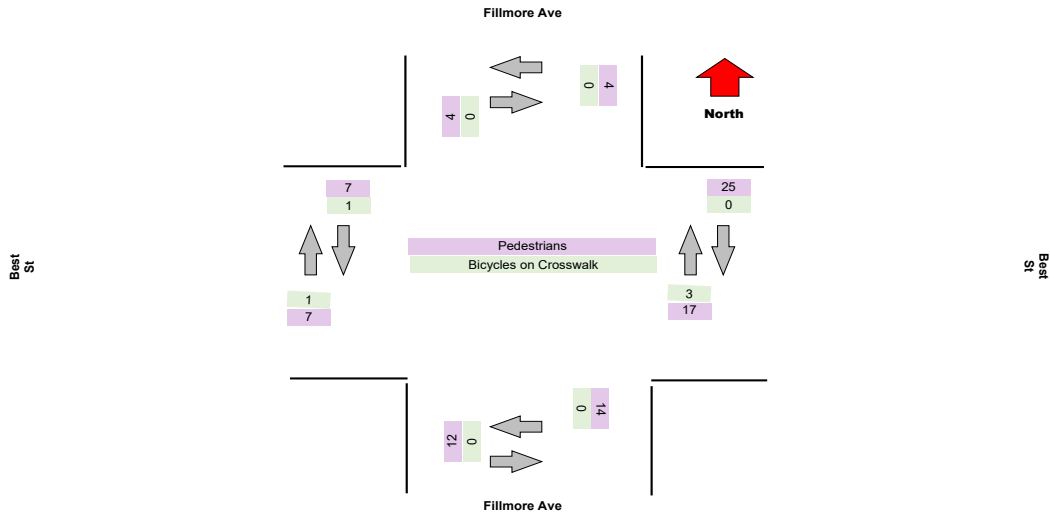 Fillmore Ave
0 4
4 0
North
7
1
25
0
Best
St
Pedestrians
Bicycles on Crosswalk
Best
St
1
7
3
17
0 14
12 0
Fillmore Ave